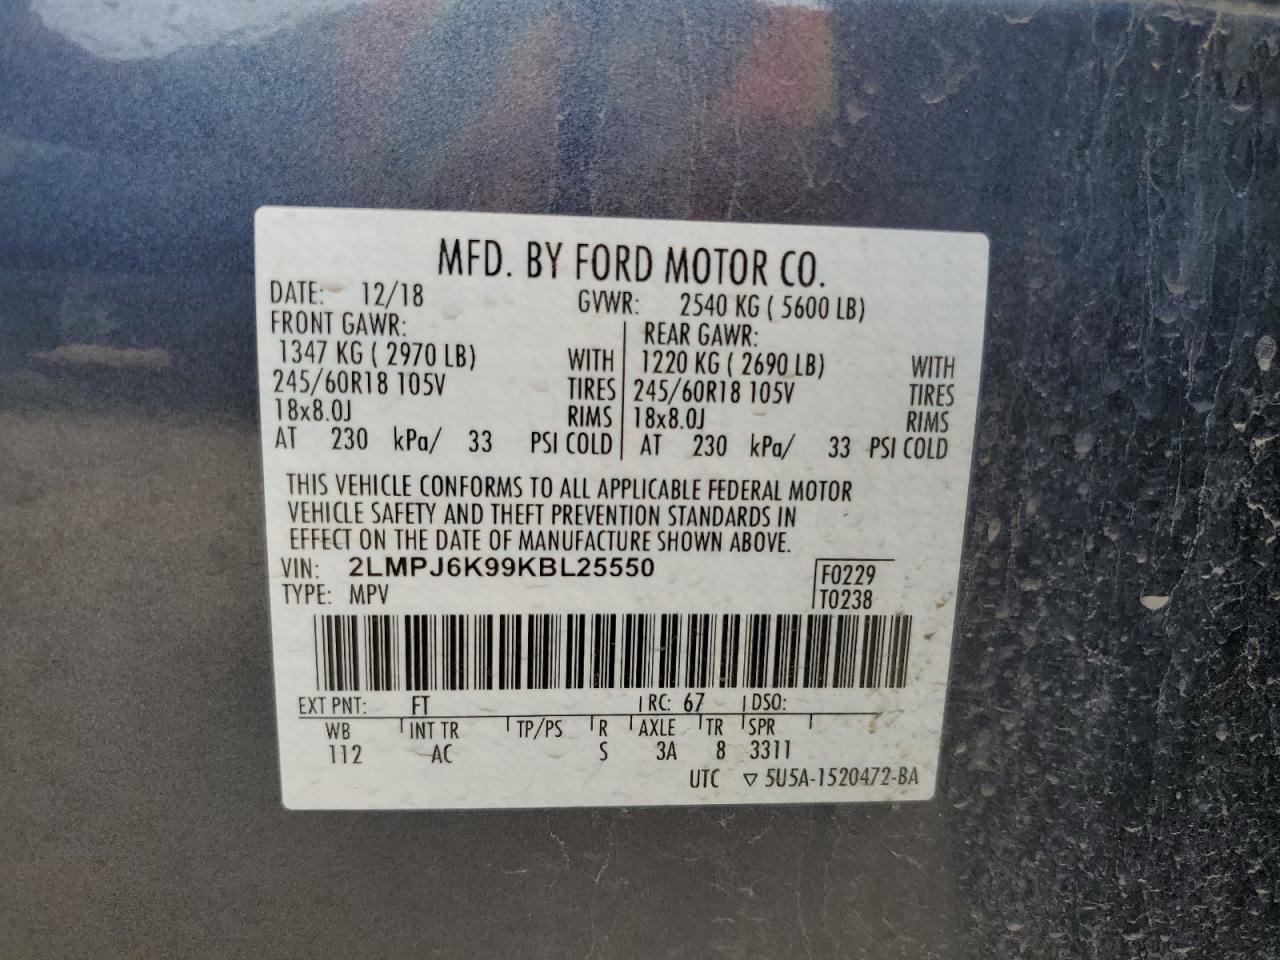 MFD. BY FORD MOTOR CO.
DATE: 12/18 GVWR: 2540 KG ( 5600 LB)
FRONT GAWR: REAR GAWR:
1347 KG ( 2970 LB) WITH 1220 KG ( 2690 LB) WITH
245/60R18 105V TIRES 245/60R18 105V TIRES
18x8.0J RIMS 18x8.0J RIMS
AT 230 kPa/ 33 PSI COLD AT 230 kPa/ 33 PSI COLD
THIS VEHICLE CONFORMS TO ALL APPLICABLE FEDERAL MOTOR
VEHICLE SAFETY AND THEFT PREVENTION STANDARDS IN
EFFECT ON THE DATE OF MANUFACTURE SHOWN ABOVE.
VIN: 2LMPJ6K99KBL25550 F0229
TYPE: MPV T0238
EXT PNT: FT RC: 67 DSO:
WB INT TR TP/PS R AXLE TR SPR
112 AC S 3A 8 3311
UTC ▽ 5U5A-1520472-BA